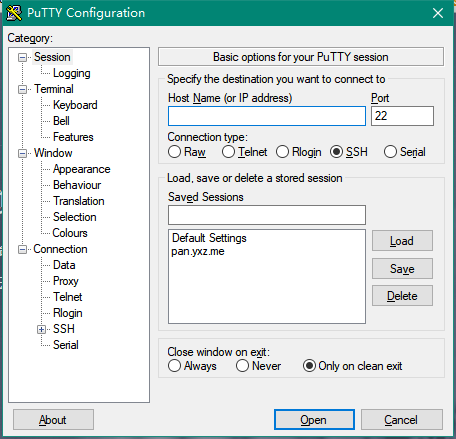 PuTTY Configuration
Category:
Session
Logging
Terminal
Keyboard
Bell
Features
Window
Appearance
Behaviour
Translation
Selection
Colours
Connection
Data
Proxy
Telnet
Rlogin
SSH
Serial
Basic options for your PuTTY session
Specify the destination you want to connect to
Host Name (or IP address) Port
22
Connection type:
Raw Telnet Rlogin SSH Serial
Load, save or delete a stored session
Saved Sessions
Default Settings
pan.yxz.me
Load
Save
Delete
Close window on exit:
Always Never Only on clean exit
About Open Cancel